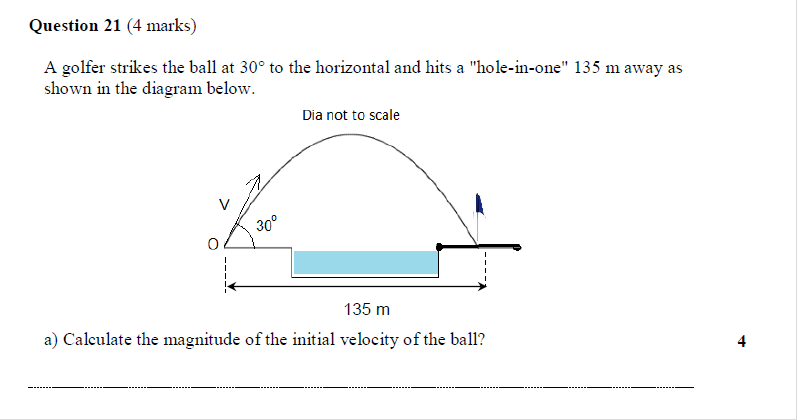 Question 21 (4 marks)
A golfer strikes the ball at 30° to the horizontal and hits a "hole-in-one" 135 m away as
shown in the diagram below.
Dia not to scale
V
30°
O
135 m
a) Calculate the magnitude of the initial velocity of the ball?
4